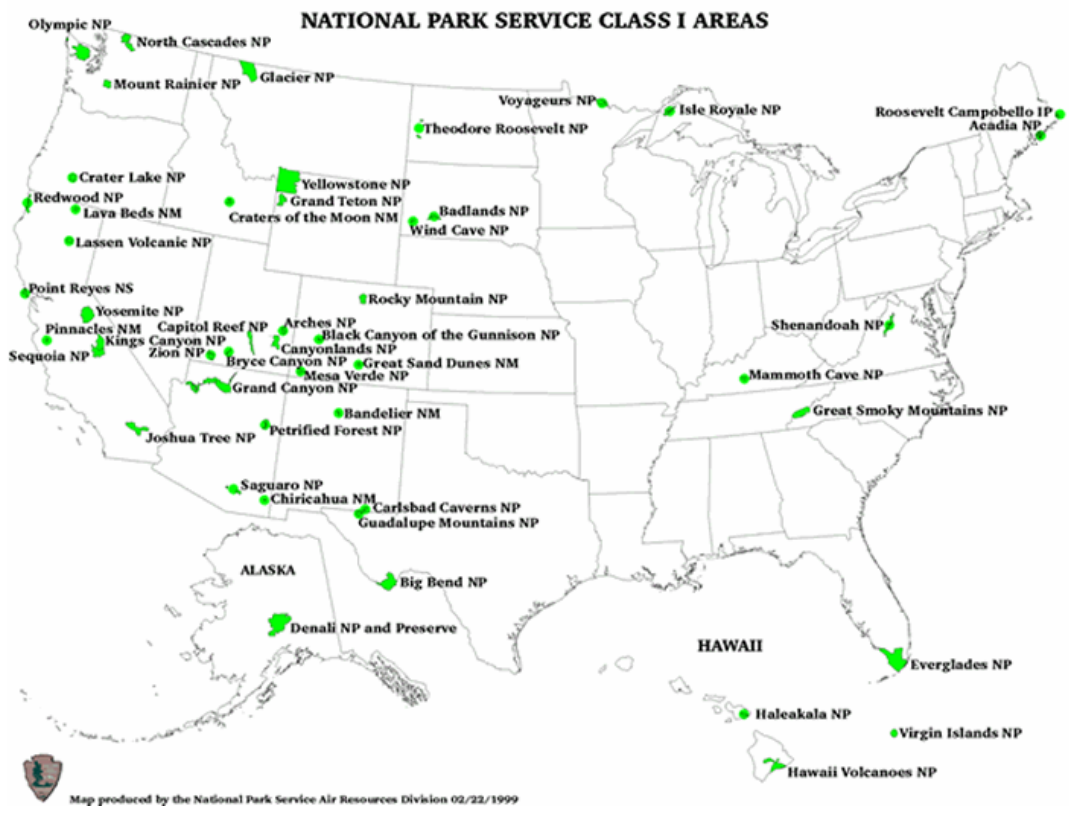 NATIONAL PARK SERVICE CLASS I AREAS
Olympic NP
North Cascades NP
Glacier NP
Mount Rainier NP
Voyageurs NP
Isle Royale NP
Roosevelt Campobello IP
Acadia NP
Theodore Roosevelt NP
Crater Lake NP
Yellowstone NP
Redwood NP
Grand Teton NP
Lava Beds NM
Craters of the Moon NM
Badlands NP
Wind Cave NP
Lassen Volcanic NP
Point Reyes NS
Rocky Mountain NP
Yosemite NP
Pinnacles NM
Capitol Reef NP
Arches NP
Shenandoah NP
Kings Canyon NP
Black Canyon of the Gunnison NP
Sequoia NP
Zion NP
Canyonlands NP
Bryce Canyon NP
Great Sand Dunes NM
Mesa Verde NP
Mammoth Cave NP
Grand Canyon NP
Bandelier NM
Great Smoky Mountains NP
Joshua Tree NP
Petrified Forest NP
Saguaro NP
Chiricahua NM
Carlsbad Caverns NP
Guadalupe Mountains NP
ALASKA
Big Bend NP
Denali NP and Preserve
HAWAII
Everglades NP
Haleakala NP
Virgin Islands NP
Hawaii Volcanoes NP
Map produced by the National Park Service Air Resources Division 02/22/1999